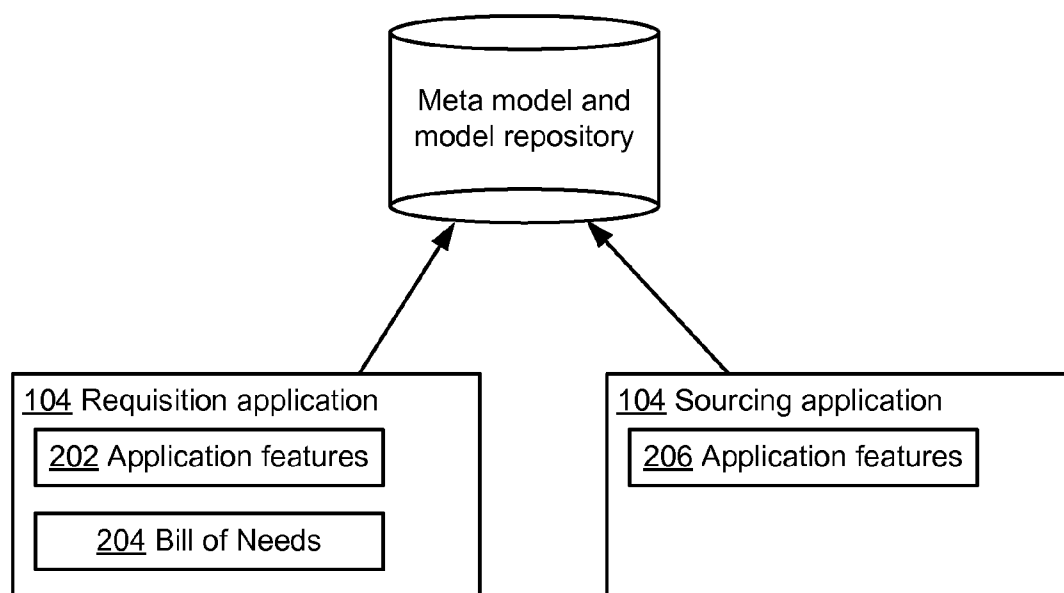 Meta model and
model repository
104 Requisition application
202 Application features
204 Bill of Needs
104 Sourcing application
206 Application features